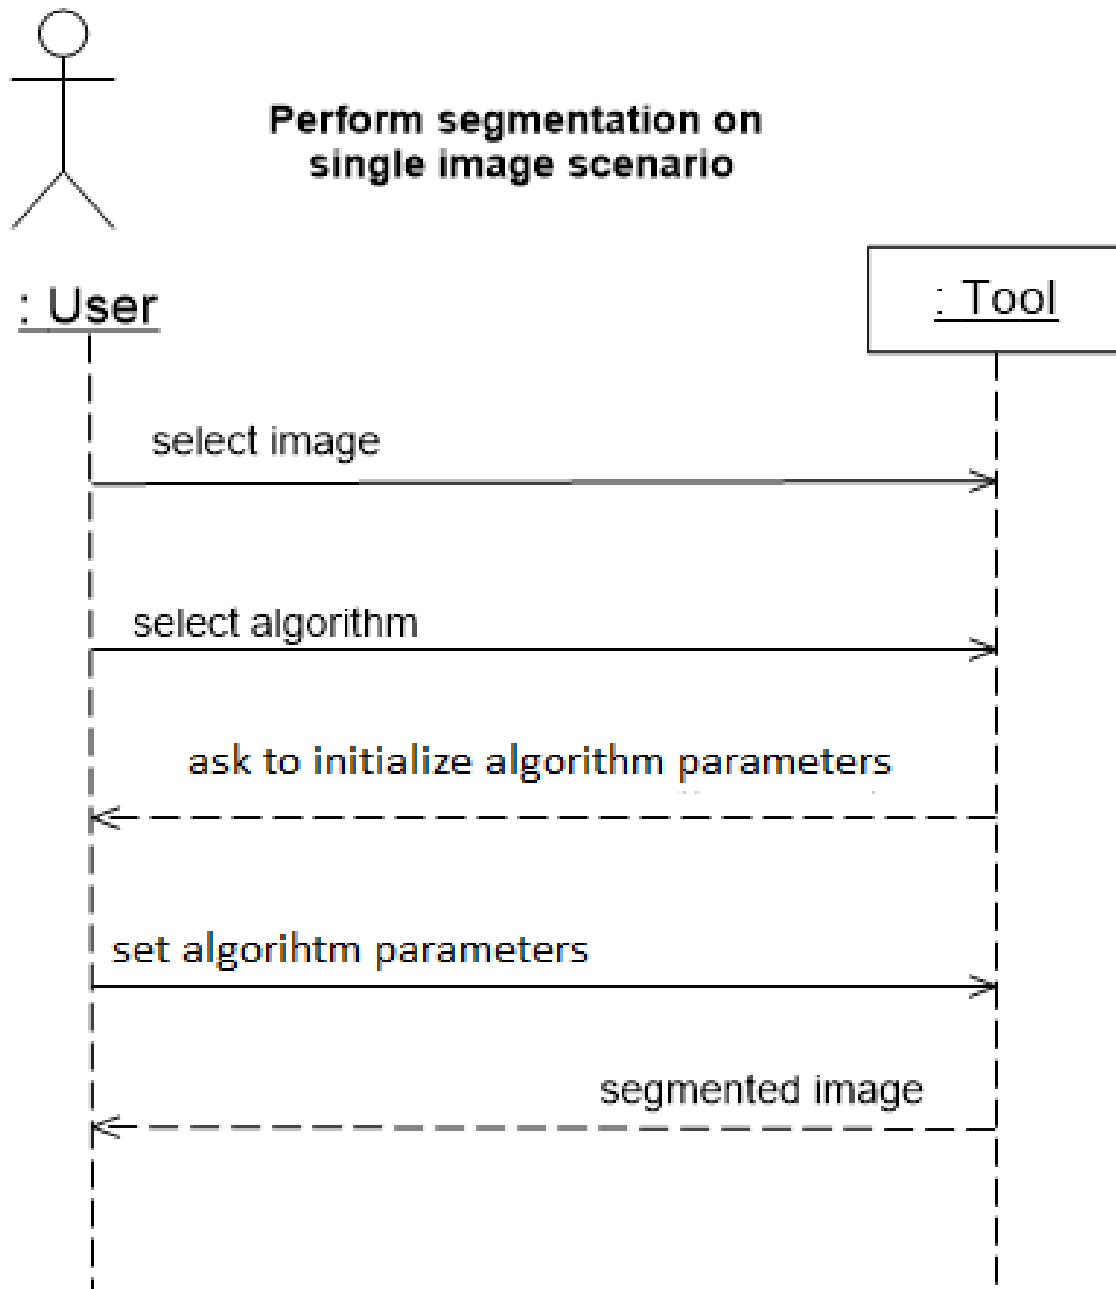 Perform segmentation on
single image scenario
: User
: Tool
select image
select algorithm
ask to initialize algorithm parameters
set algorihtm parameters
segmented image